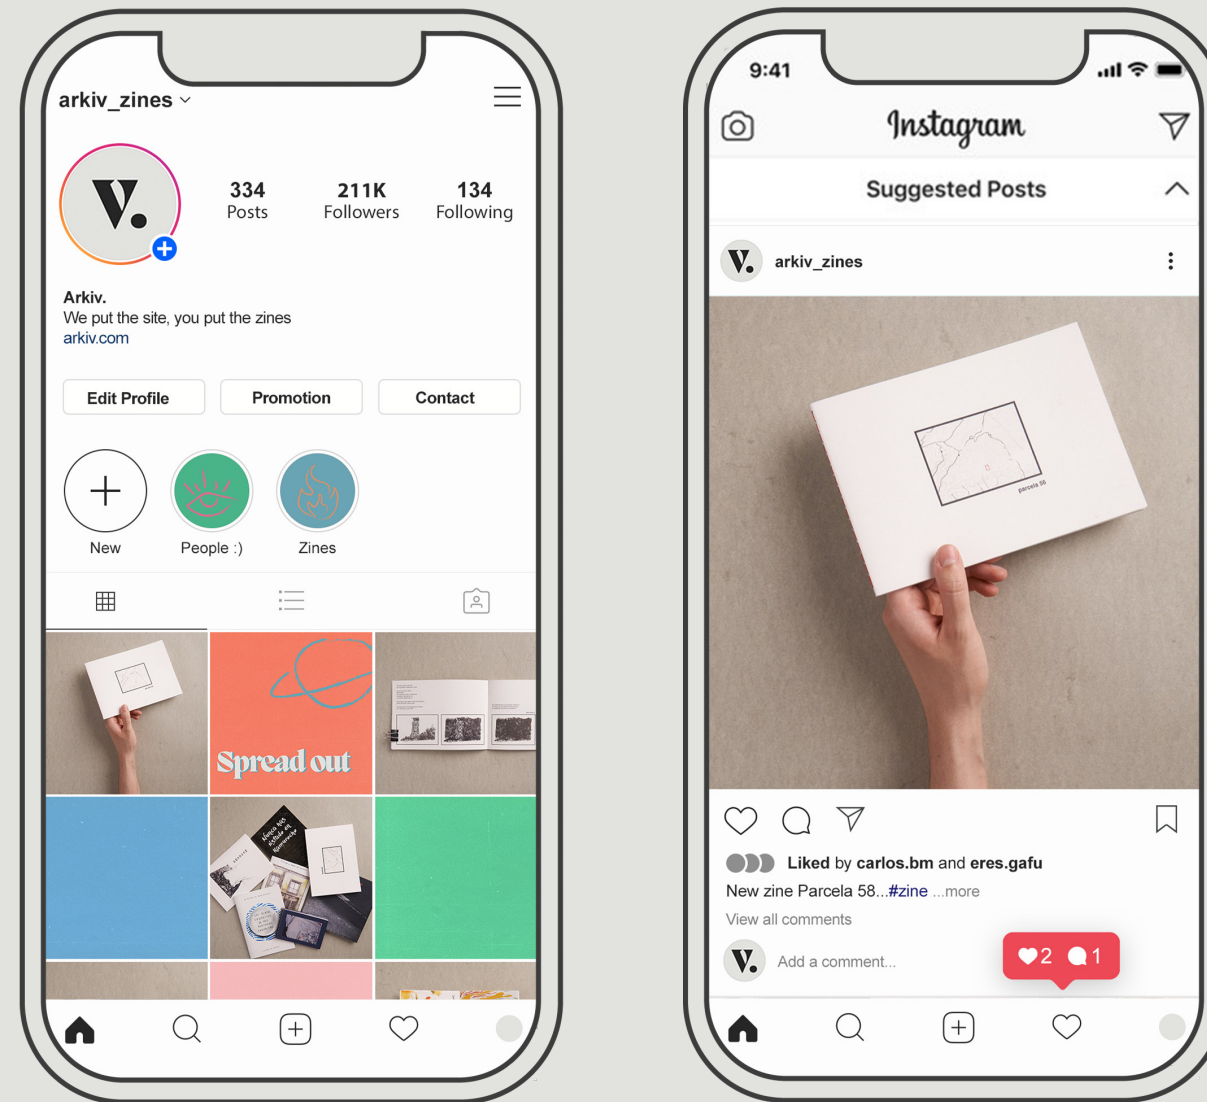 arkiv_zines
V.
334 211K 134
Posts Followers Following
Arkiv.
We put the site, you put the zines
arkiv.com
Edit Profile Promotion Contact
New People :) Zines
Spread out
9:41
Instagram
Suggested Posts
V. arkiv_zines
parcela 58
Liked by carlos.bm and eres.gafu
New zine Parcela 58...#zine ...more
View all comments
V. Add a comment...
2 1